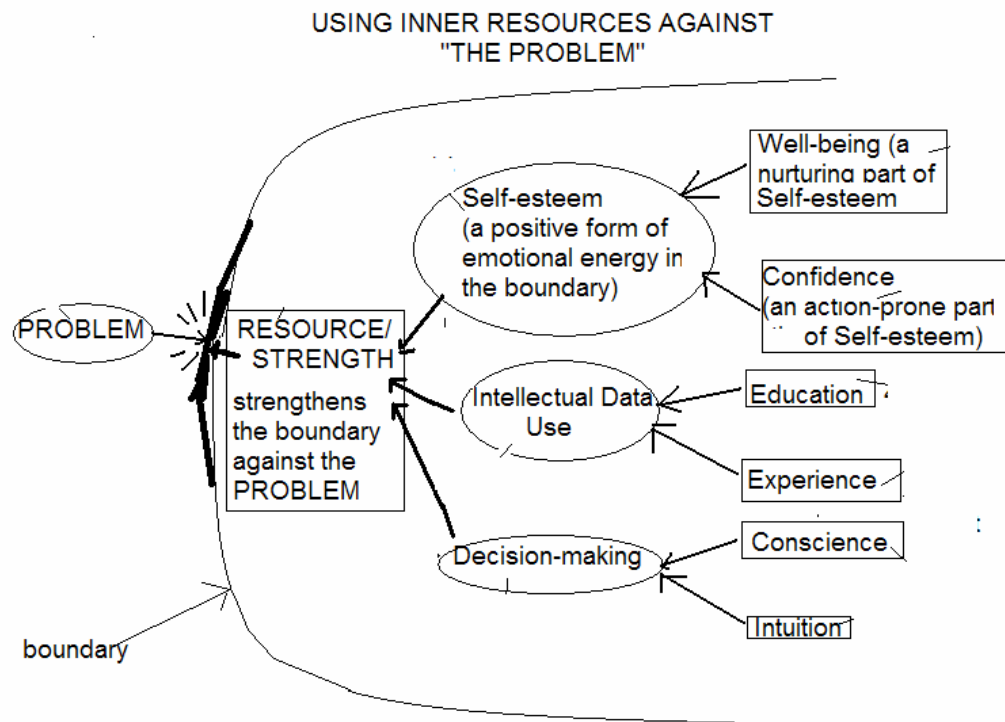 USING INNER RESOURCES AGAINST
"THE PROBLEM"
Well-being (a
nurturing part of
Self-esteem
Self-esteem
(a positive form of
emotional energy in
the boundary)
Confidence
(an action-prone part
of Self-esteem)
PROBLEM
RESOURCE/
STRENGTH
strengthens
the boundary
against the
PROBLEM
Intellectual Data
Use
Education
Experience
Decision-making
Conscience
Intuition
boundary